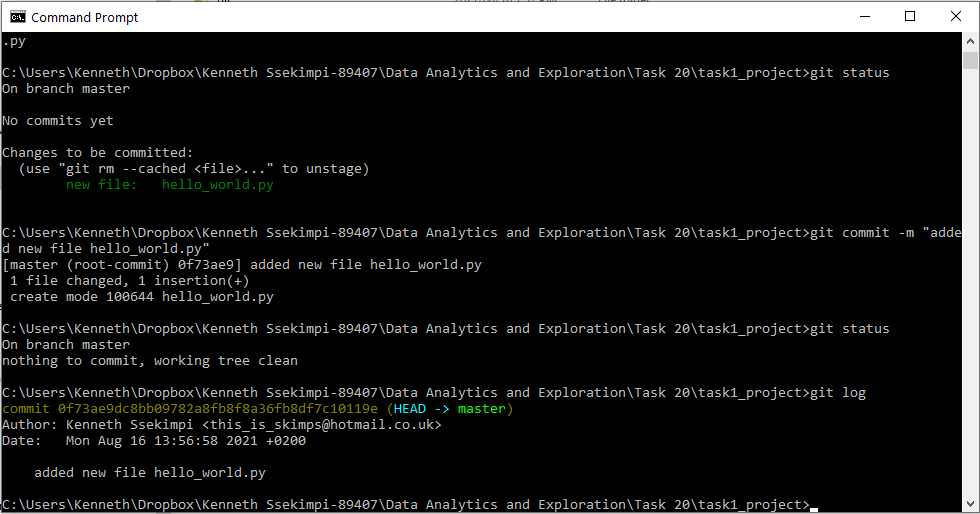 Command Prompt
.py
C:\Users\Kenneth\Dropbox\Kenneth Ssekimpi-89407\Data Analytics and Exploration\Task 20\task1_project>git status
On branch master
No commits yet
Changes to be committed:
  (use "git rm --cached <file>..." to unstage)
        new file:   hello_world.py
C:\Users\Kenneth\Dropbox\Kenneth Ssekimpi-89407\Data Analytics and Exploration\Task 20\task1_project>git commit -m "adde
d new file hello_world.py"
[master (root-commit) 0f73ae9] added new file hello_world.py
 1 file changed, 1 insertion(+)
 create mode 100644 hello_world.py
C:\Users\Kenneth\Dropbox\Kenneth Ssekimpi-89407\Data Analytics and Exploration\Task 20\task1_project>git status
On branch master
nothing to commit, working tree clean
C:\Users\Kenneth\Dropbox\Kenneth Ssekimpi-89407\Data Analytics and Exploration\Task 20\task1_project>git log
commit 0f73ae9dc8bb09782a8fb8f8a36fb8df7c10119e (HEAD -> master)
Author: Kenneth Ssekimpi <this_is_skimps@hotmail.co.uk>
Date:   Mon Aug 16 13:56:58 2021 +0200
    added new file hello_world.py
C:\Users\Kenneth\Dropbox\Kenneth Ssekimpi-89407\Data Analytics and Exploration\Task 20\task1_project>